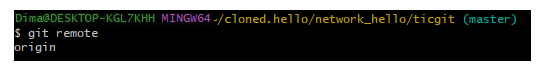 Dima@DESKTOP-KGL7KHH MINGW64 ~/cloned.hello/network_hello/ticgit (master)
$ git remote
origin